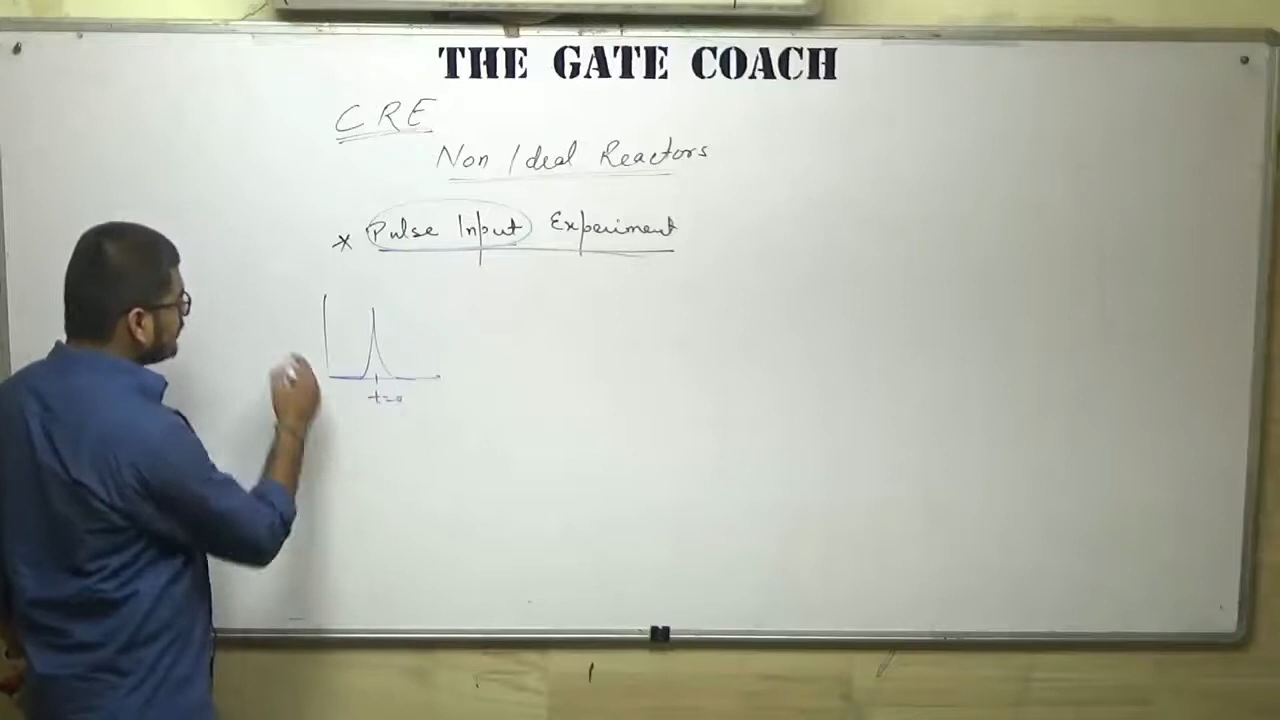 THE GATE COACH
CRE
Non Ideal Reactors
* Pulse Input Experiment
t=0